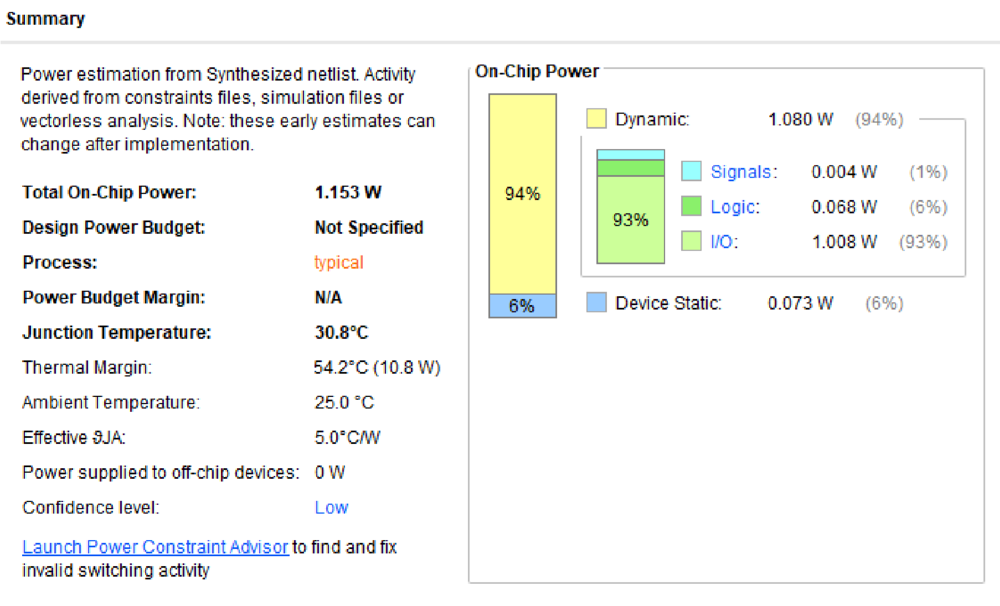 Summary
Power estimation from Synthesized netlist. Activity
derived from constraints files, simulation files or
vectorless analysis. Note: these early estimates can
change after implementation.
Total On-Chip Power: 1.153 W
Design Power Budget: Not Specified
Process: typical
Power Budget Margin: N/A
Junction Temperature: 30.8°C
Thermal Margin: 54.2°C (10.8 W)
Ambient Temperature: 25.0 °C
Effective ϑJA: 5.0°C/W
Power supplied to off-chip devices: 0 W
Confidence level: Low
Launch Power Constraint Advisor to find and fix
invalid switching activity
On-Chip Power
94%
6%
Dynamic: 1.080 W (94%)
93%
Signals: 0.004 W (1%)
Logic: 0.068 W (6%)
I/O: 1.008 W (93%)
Device Static: 0.073 W (6%)